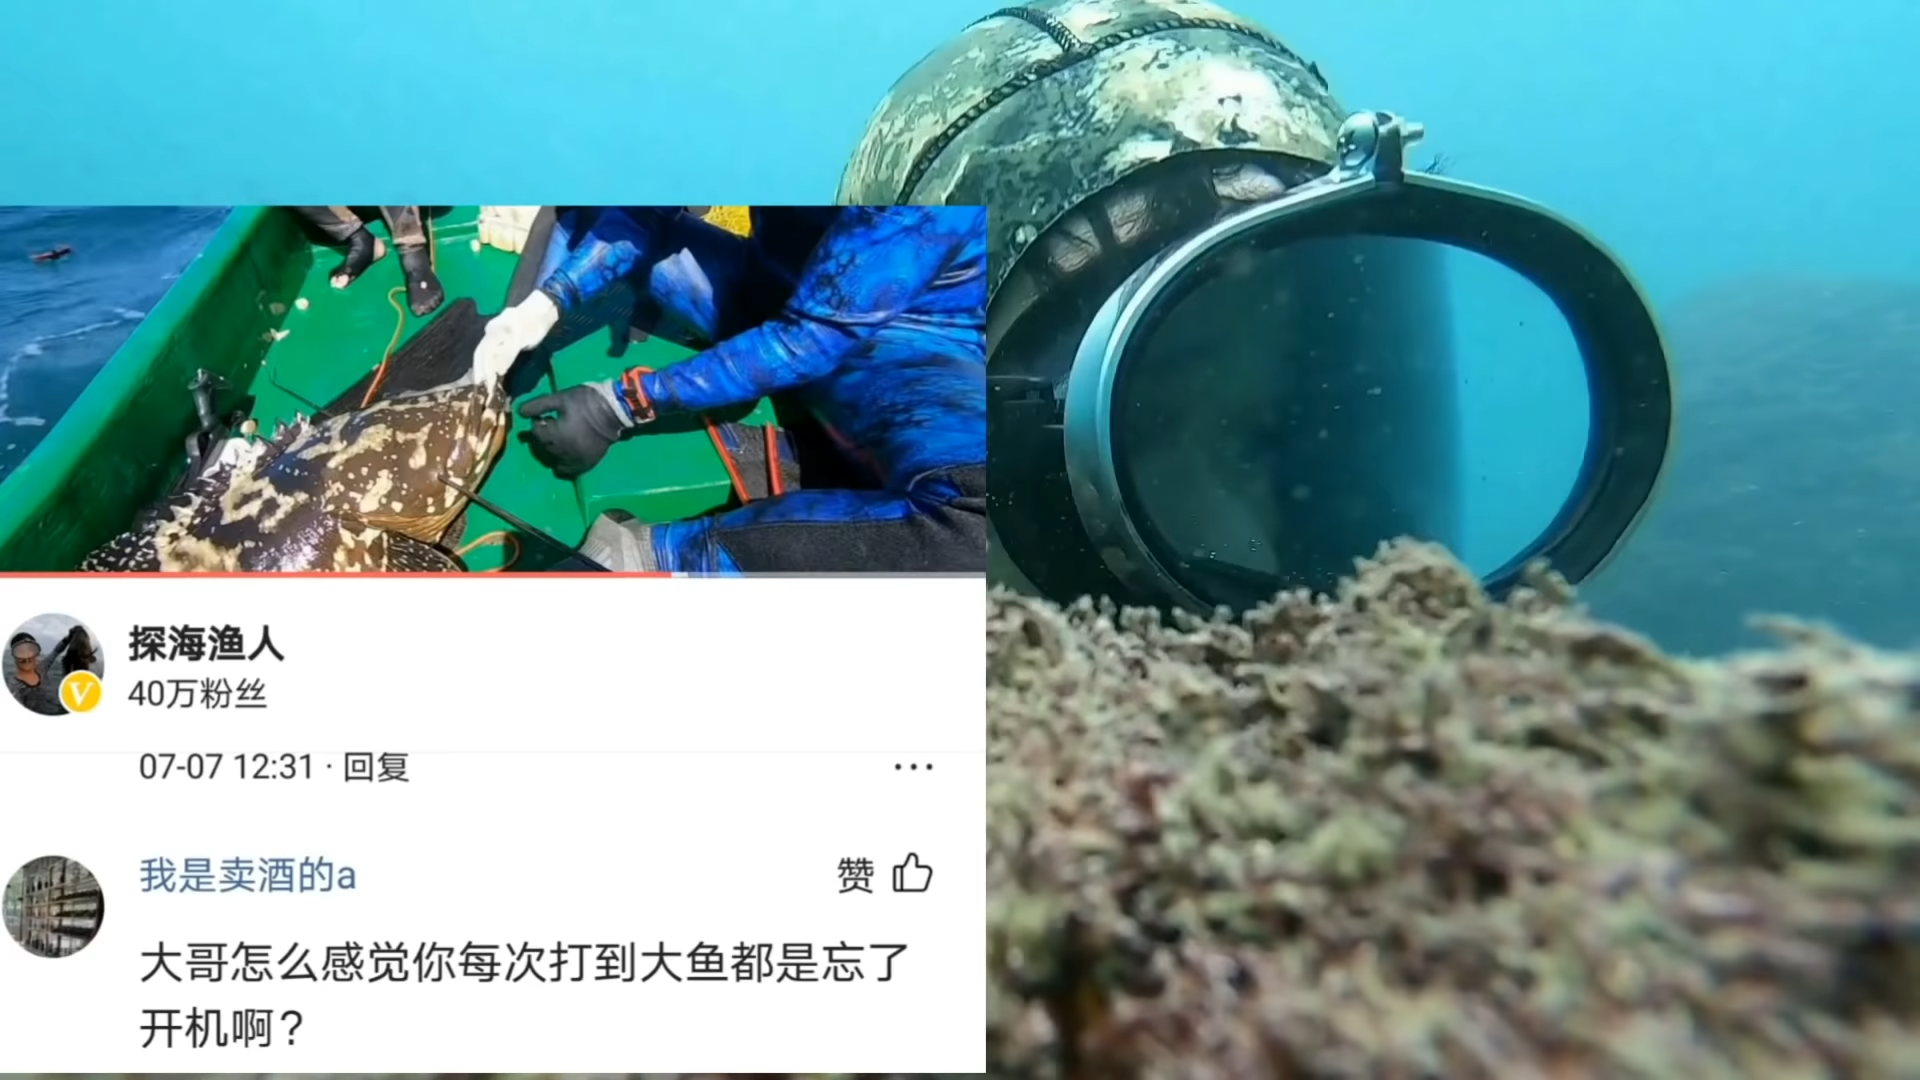 探海渔人
40万粉丝
07-07 12:31 · 回复
我是卖酒的a
赞
大哥怎么感觉你每次打到大鱼都是忘了
开机啊？